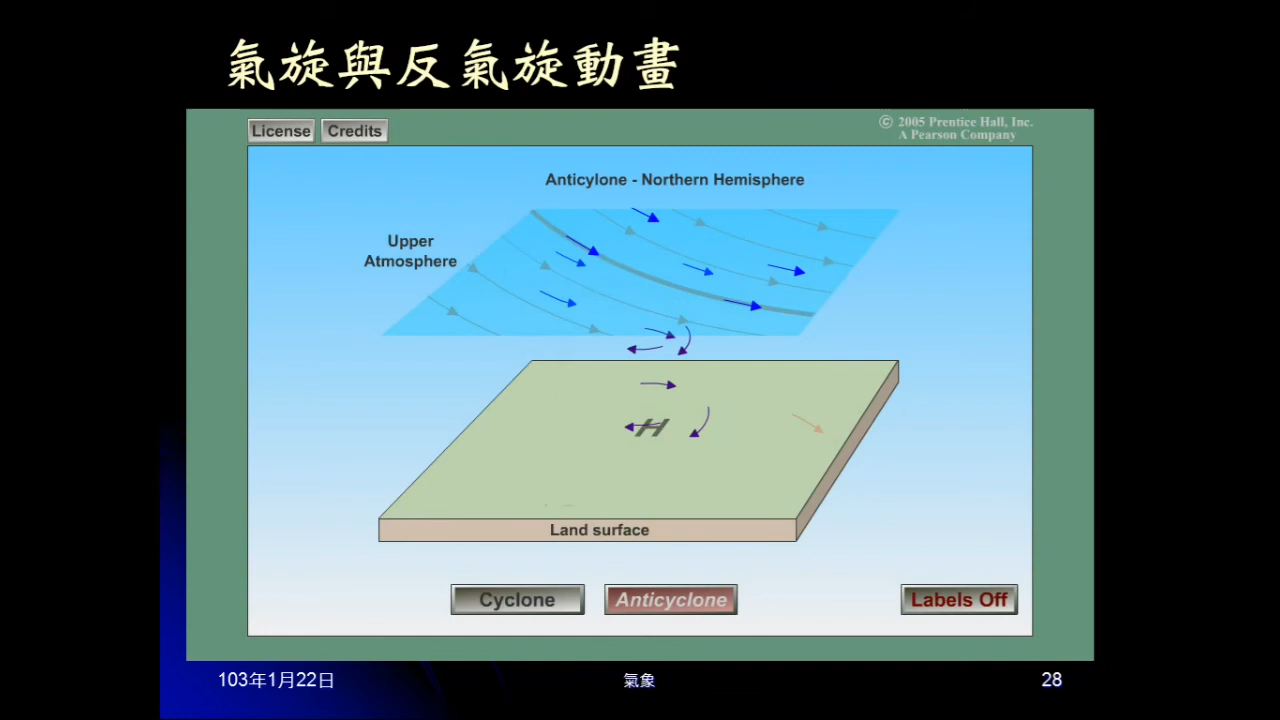 氣旋與反氣旋動畫
License Credits
© 2005 Prentice Hall, Inc.
A Pearson Company
Anticylone - Northern Hemisphere
Upper
Atmosphere
H
Land surface
Cyclone Anticyclone Labels Off
103年1月22日 氣象 28